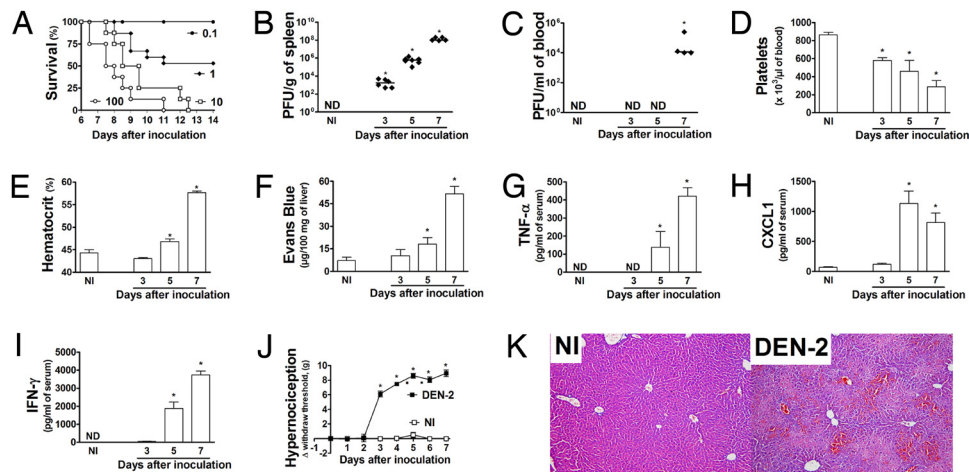 A
Survival (%)
100
75
50
25
0
0.1
1
100
10
6 7 8 9 10 11 12 13 14
Days after inoculation
B
PFU/g of spleen
10^10
10^8
10^6
10^4
10^2
10^0
ND
*
*
*
NI 3 5 7
Days after inoculation
C
PFU/ml of blood
10^10
10^8
10^6
10^4
10^2
10^0
ND ND ND
*
NI 3 5 7
Days after inoculation
D
Platelets
(x 10^3/µl of blood)
1000
800
600
400
200
0
* * *
NI 3 5 7
Days after inoculation
E
Hematocrit (%)
60
55
50
45
40
* *
NI 3 5 7
Days after inoculation
F
Evans Blue
(µg/100 mg of liver)
60
45
30
15
0
* *
NI 3 5 7
Days after inoculation
G
TNF-α
(pg/ml of serum)
500
400
300
200
100
0
ND ND
* *
NI 3 5 7
Days after inoculation
H
CXCL1
(pg/ml of serum)
1500
1000
500
0
* *
NI 3 5 7
Days after inoculation
I
IFN-γ
(pg/ml of serum)
5000
4000
3000
2000
1000
0
ND
* *
NI 3 5 7
Days after inoculation
J
Hypernociception
Δ withdraw threshold, (g)
10
8
6
4
2
0
* * * * *
DEN-2
NI
-1 1 2 3 4 5 6 7
Days after inoculation
K
NI
DEN-2